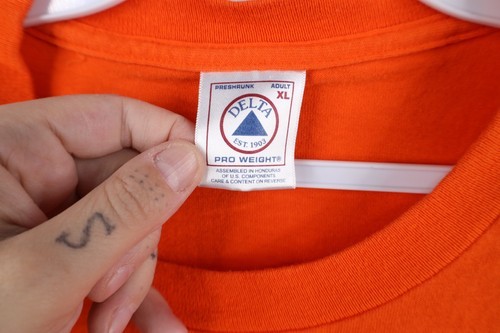 PRESHRUNK ADULT
XL
DELTA
EST. 1903
PRO WEIGHT®
ASSEMBLED IN HONDURAS
OF U.S. COMPONENTS
CARE & CONTENT ON REVERSE
S